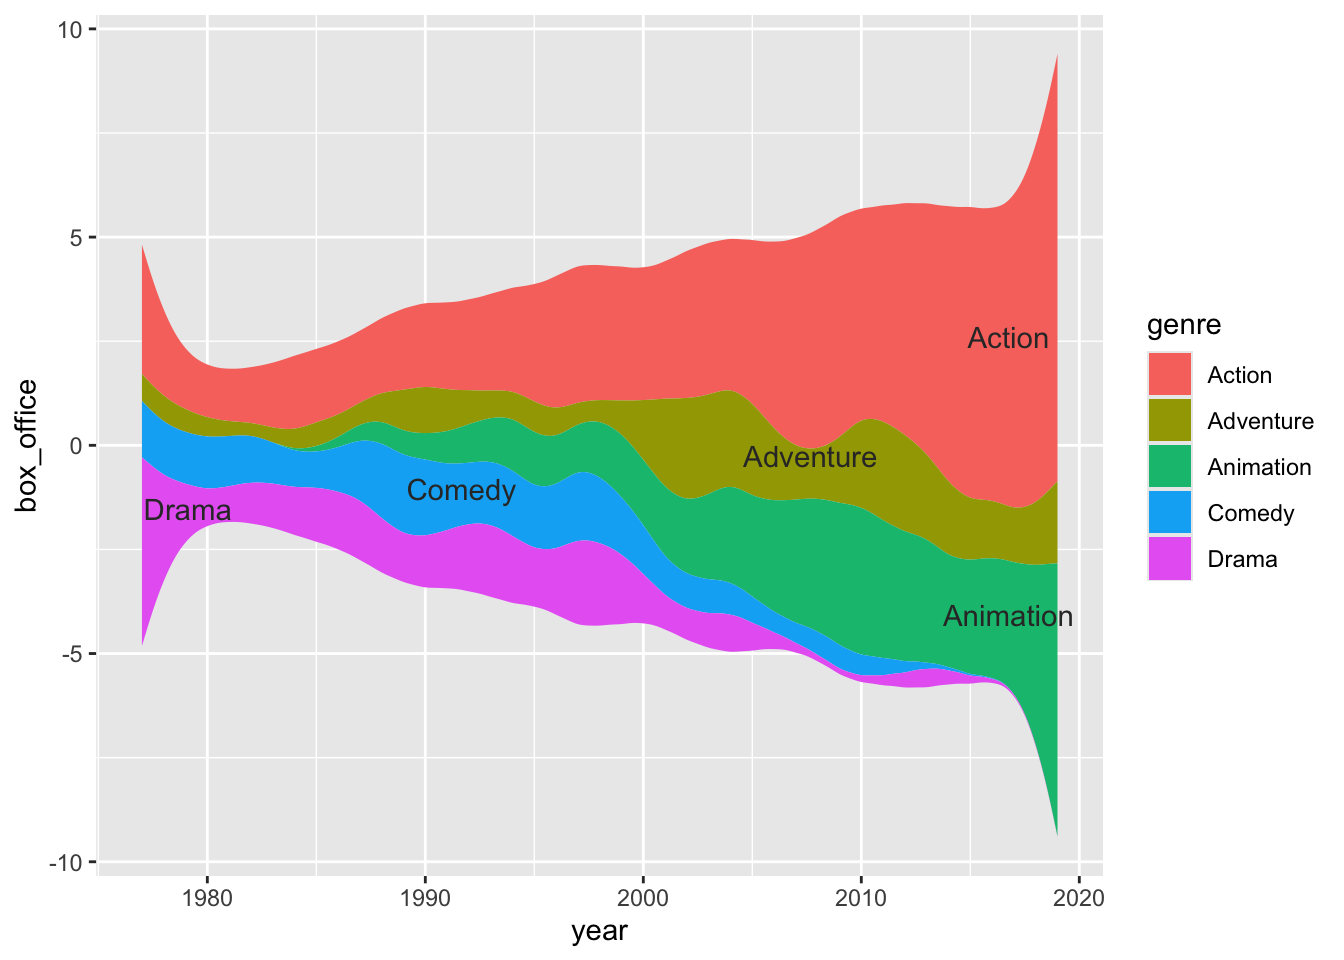 10
5
0
-5
-10
box_office
Action
Adventure
Comedy
Drama
Animation
1980
1990
2000
2010
2020
year
genre
Action
Adventure
Animation
Comedy
Drama